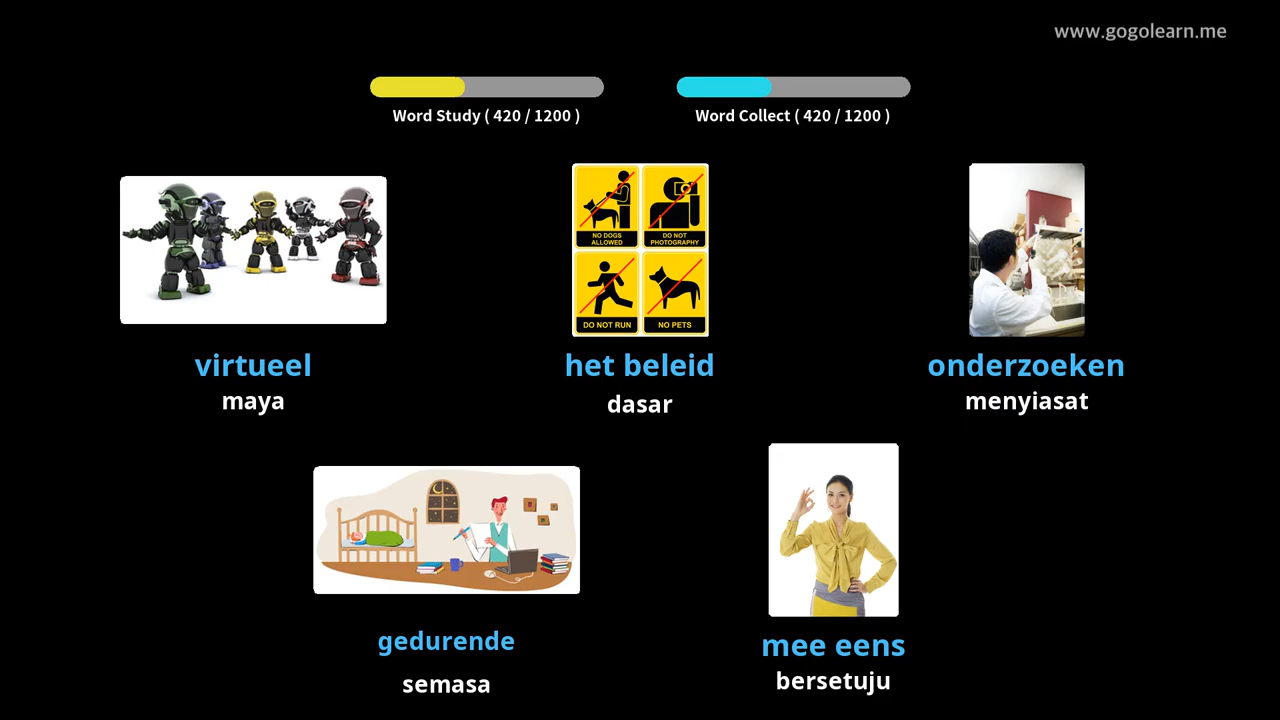 www.gogolearn.me
Word Study ( 420 / 1200 )
Word Collect ( 420 / 1200 )
NO DOGS
ALLOWED
DO NOT
PHOTOGRAPHY
DO NOT RUN
NO PETS
virtueel
het beleid
onderzoeken
maya
dasar
menyiasat
gedurende
mee eens
semasa
bersetuju